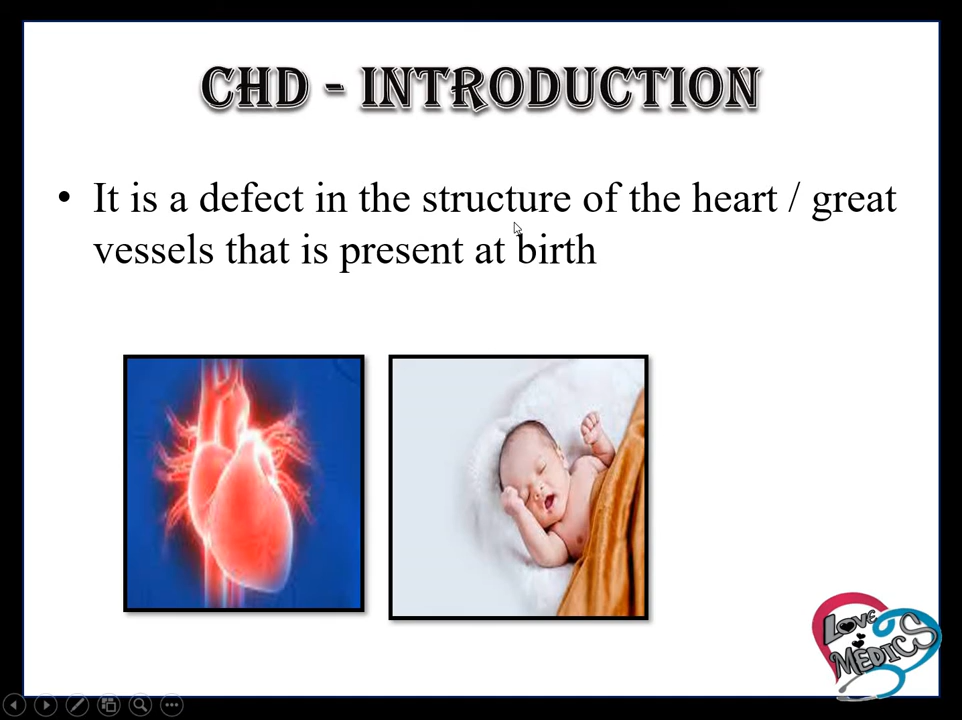 CHD - INTRODUCTION
• It is a defect in the structure of the heart / great
vessels that is present at birth
LOVE
MEDICS